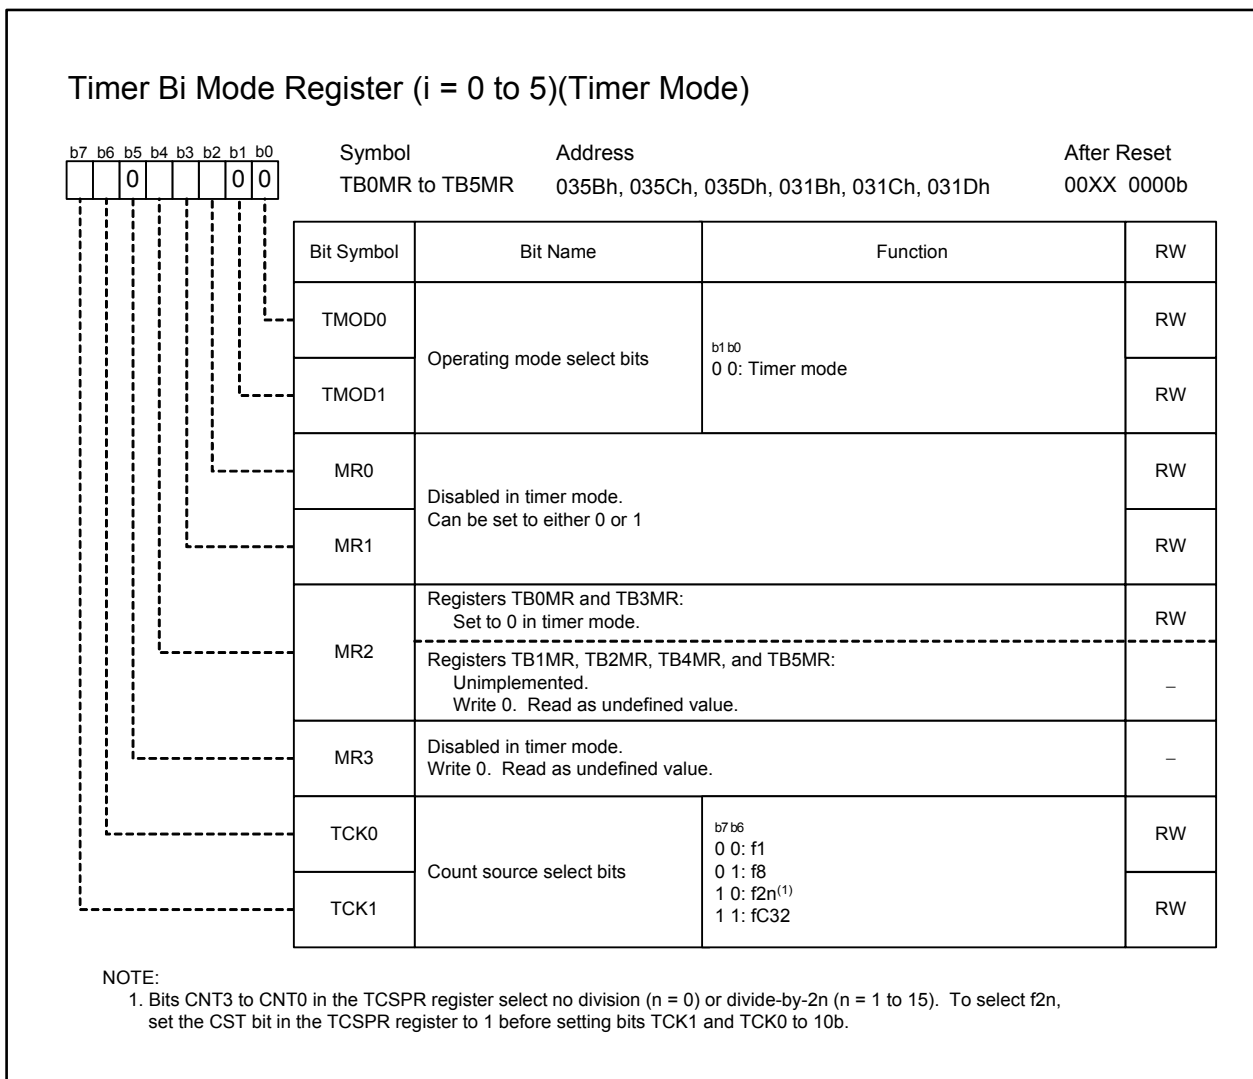 Timer Bi Mode Register (i = 0 to 5)(Timer Mode)
b7 b6 b5 b4 b3 b2 b1 b0
0 0 0
Symbol Address After Reset
TB0MR to TB5MR 035Bh, 035Ch, 035Dh, 031Bh, 031Ch, 031Dh 00XX 0000b
Bit Symbol Bit Name Function RW
TMOD0 RW
Operating mode select bits
b1 b0
0 0: Timer mode
TMOD1 RW
MR0 RW
Disabled in timer mode.
Can be set to either 0 or 1
MR1 RW
MR2
Registers TB0MR and TB3MR:
Set to 0 in timer mode.
RW
Registers TB1MR, TB2MR, TB4MR, and TB5MR:
Unimplemented.
Write 0. Read as undefined value.
–
MR3
Disabled in timer mode.
Write 0. Read as undefined value.
–
TCK0 RW
Count source select bits
b7 b6
0 0: f1
0 1: f8
1 0: f2n(1)
1 1: fC32
TCK1 RW
NOTE:
1. Bits CNT3 to CNT0 in the TCSPR register select no division (n = 0) or divide-by-2n (n = 1 to 15). To select f2n,
set the CST bit in the TCSPR register to 1 before setting bits TCK1 and TCK0 to 10b.